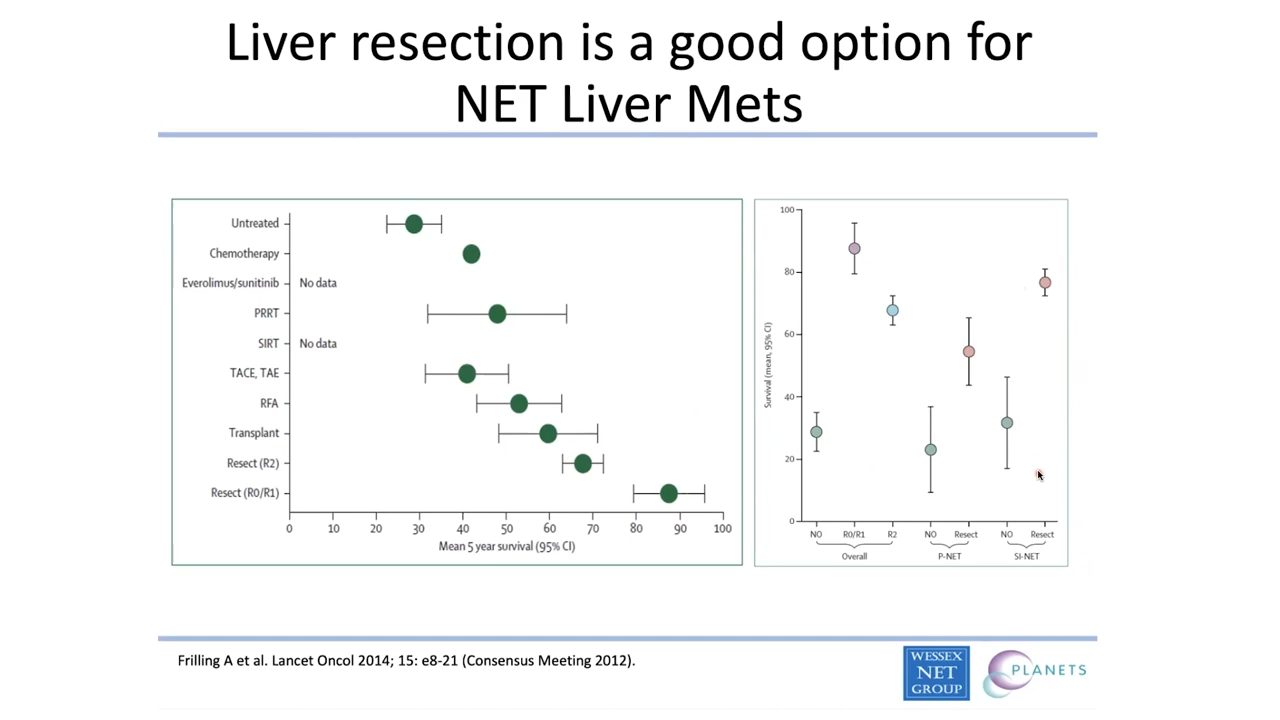 Liver resection is a good option for
NET Liver Mets
Untreated
Chemotherapy
Everolimus/sunitinib No data
PRRT
SIRT No data
TACE, TAE
RFA
Transplant
Resect (R2)
Resect (R0/R1)
0 10 20 30 40 50 60 70 80 90 100
Mean 5 year survival (95% CI)
Survival (mean, 95% CI)
100
80
60
40
20
0
NO R0/R1 R2 NO Resect NO Resect
Overall P-NET SI-NET
Frilling A et al. Lancet Oncol 2014; 15: e8-21 (Consensus Meeting 2012).
WESSEX
NET
GROUP
PLANETS